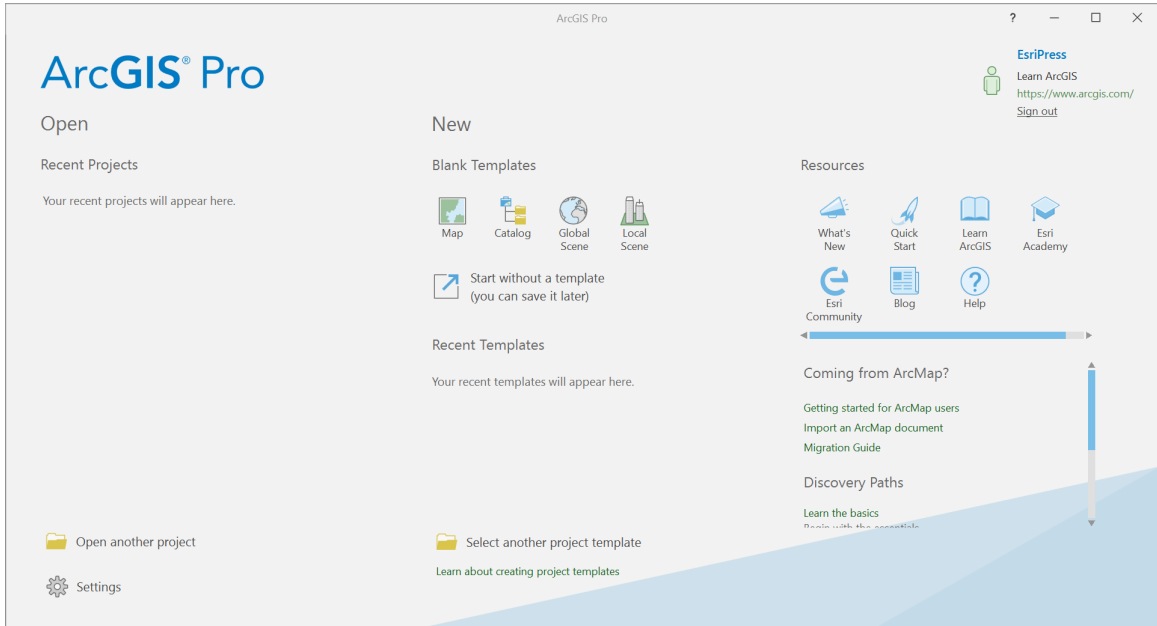 ArcGIS Pro
?
ArcGIS® Pro
EsriPress
Learn ArcGIS
https://www.arcgis.com/
Sign out
Open
Recent Projects
Your recent projects will appear here.
Open another project
Settings
New
Blank Templates
Map
Catalog
Global
Scene
Local
Scene
Start without a template
(you can save it later)
Recent Templates
Your recent templates will appear here.
Select another project template
Learn about creating project templates
Resources
What's
New
Quick
Start
Learn
ArcGIS
Esri
Academy
Esri
Community
Blog
Help
Coming from ArcMap?
Getting started for ArcMap users
Import an ArcMap document
Migration Guide
Discovery Paths
Learn the basics
Begin with the essentials